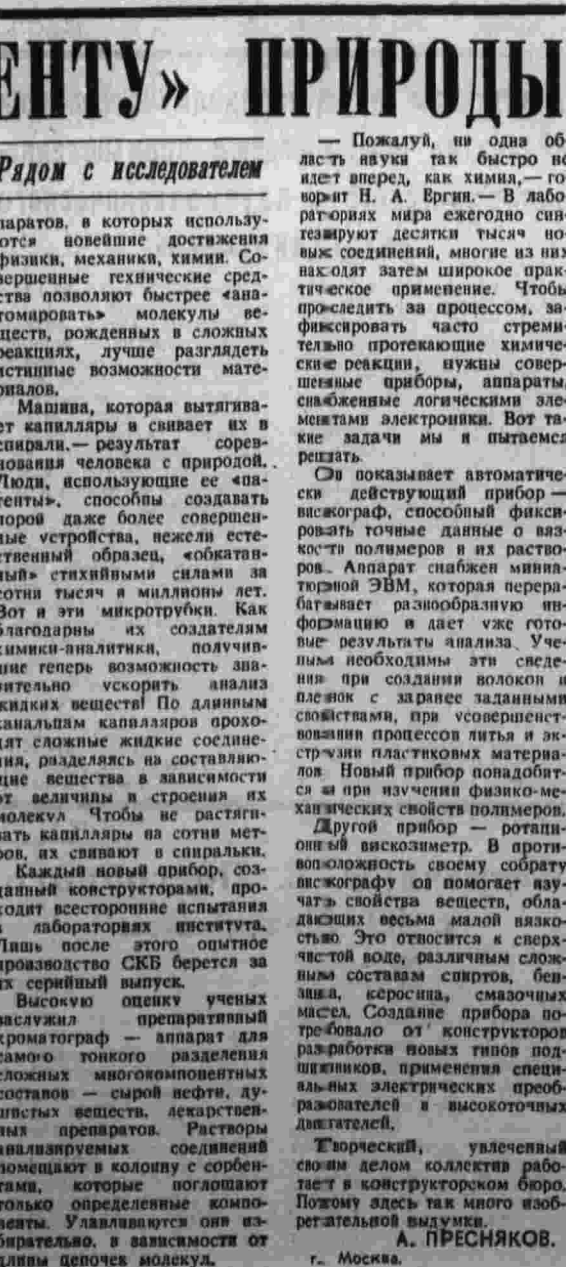 ЕНТУ» ПРИРОДЫ
Рядом с исследователем
паратов, в которых использу-
ются новейшие достижения
физики, механики, химии. Со-
вершенные технические сред-
ства позволяют быстрее «ана-
томировать» молекулы ве-
ществ, рожденных в сложных
реакциях, лучше разглядеть
истинные возможности мате-
риалов.
Машина, которая вытягива-
ет капилляры и свивает их в
спирали,— результат сорев-
нования человека с природой.
Люди, использующие ее «па-
тенты», способны создавать
порой даже более совершен-
ные устройства, нежели есте-
ственный образец, «обкатан-
ный» стихийными силами за
сотни тысяч и миллионы лет.
Вот и эти микротрубки. Как
благодарны их создателям
химики-аналитики, получив-
шие теперь возможность зна-
чительно ускорить анализ
жидких веществ! По длинным
канальцам капилляров прохо-
дят сложные жидкие соедине-
ния, разделяясь на составляю-
щие вещества в зависимости
от величины и строения их
молекул. Чтобы не растяги-
вать капилляры на сотни мет-
ров, их свивают в спиральки.
Каждый новый прибор, соз-
данный конструкторами, про-
ходит всесторонние испытания
в лабораториях института.
Лишь после этого опытное
производство СКБ берется за
их серийный выпуск.
Высокую оценку ученых
заслужил препаративный
хроматограф — аппарат для
самого тонкого разделения
сложных многокомпонентных
составов — сырой нефти, ду-
шистых веществ, лекарствен-
ных препаратов. Растворы
анализируемых соединений
помещают в колонну с сорбен-
тами, которые поглощают
только определенные компо-
ненты. Улавливаются они из-
бирательно, в зависимости от
длины цепочек молекул.
— Пожалуй, ни одна об-
ласть науки так быстро не
идет вперед, как химия,— го-
ворит Н. А. Ергин.— В лабо-
раториях мира ежегодно син-
тезируют десятки тысяч но-
вых соединений, многие из них
находят затем широкое прак-
тическое применение. Чтобы
проследить за процессом, за-
фиксировать часто стреми-
тельно протекающие химиче-
ские реакции, нужны совер-
шенные приборы, аппараты,
снабженные логическими эле-
ментами электроники. Вот та-
кие задачи мы и пытаемся
решать.
Он показывает автоматиче-
ски действующий прибор —
вискограф, способный фикси-
ровать точные данные о вяз-
кости полимеров и их раство-
ров. Аппарат снабжен миниа-
тюрной ЭВМ, которая перера-
батывает разнообразную ин-
формацию и дает уже гото-
вые результаты анализа. Уче-
ным необходимы эти сведе-
ния при создании волокон и
пленок с заранее заданными
свойствами, при усовершенст-
вовании процессов литья и эк-
струзии пластиковых материа-
лов. Новый прибор понадобит-
ся и при изучении физико-ме-
ханических свойств полимеров.
Другой прибор — ротаци-
онный вискозиметр. В проти-
воположность своему собрату
вискографу он помогает изу-
чать свойства веществ, обла-
дающих весьма малой вязко-
стью. Это относится к сверх-
чистой воде, различным слож-
ным составам спиртов, бен-
зина, керосина, смазочных
масел. Создание прибора по-
требовало от конструкторов
разработки новых типов под-
шипников, применения специ-
альных электрических преоб-
разователей и высокоточных
двигателей.
Творческий, увлеченный
своим делом коллектив рабо-
тает в конструкторском бюро.
Потому здесь так много изоб-
ретательной выдумки.
А. ПРЕСНЯКОВ.
г. Москва.